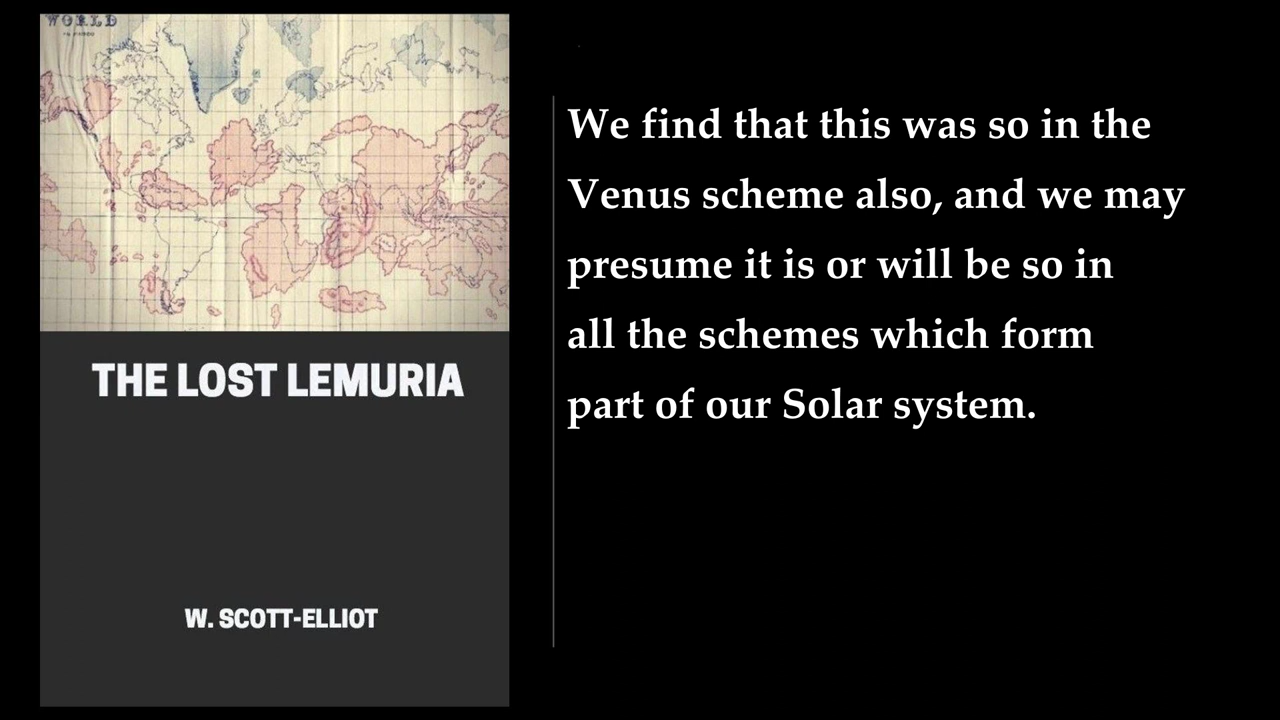 WORLD
THE LOST LEMURIA
W. SCOTT-ELLIOT
We find that this was so in the
Venus scheme also, and we may
presume it is or will be so in
all the schemes which form
part of our Solar system.